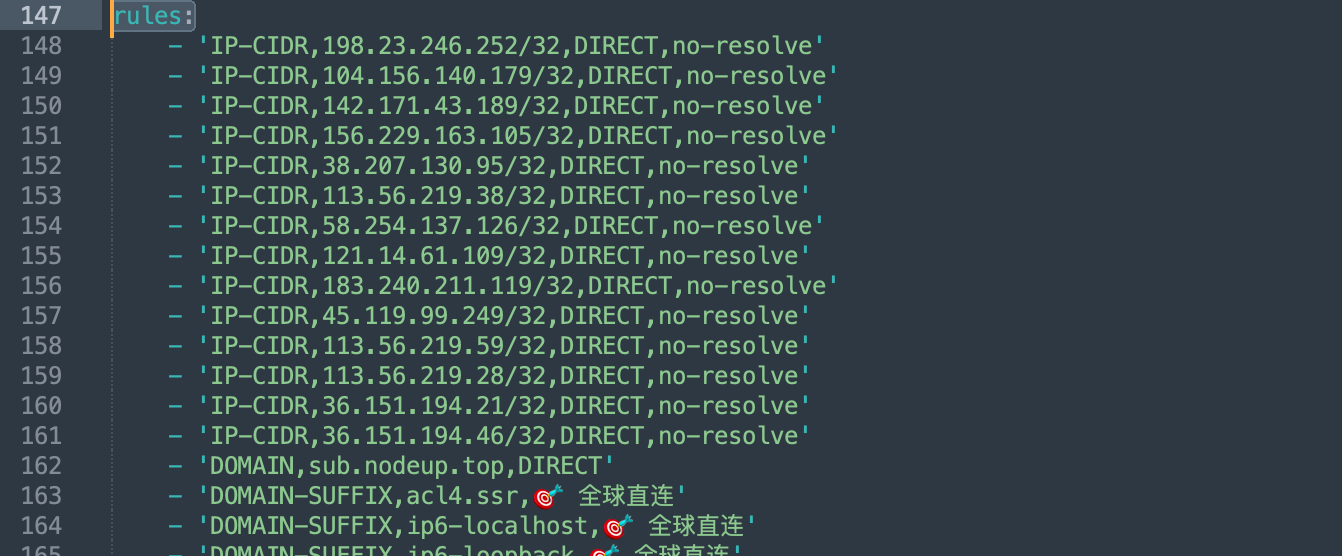 147 rules:
148 - 'IP-CIDR,198.23.246.252/32,DIRECT,no-resolve'
149 - 'IP-CIDR,104.156.140.179/32,DIRECT,no-resolve'
150 - 'IP-CIDR,142.171.43.189/32,DIRECT,no-resolve'
151 - 'IP-CIDR,156.229.163.105/32,DIRECT,no-resolve'
152 - 'IP-CIDR,38.207.130.95/32,DIRECT,no-resolve'
153 - 'IP-CIDR,113.56.219.38/32,DIRECT,no-resolve'
154 - 'IP-CIDR,58.254.137.126/32,DIRECT,no-resolve'
155 - 'IP-CIDR,121.14.61.109/32,DIRECT,no-resolve'
156 - 'IP-CIDR,183.240.211.119/32,DIRECT,no-resolve'
157 - 'IP-CIDR,45.119.99.249/32,DIRECT,no-resolve'
158 - 'IP-CIDR,113.56.219.59/32,DIRECT,no-resolve'
159 - 'IP-CIDR,113.56.219.28/32,DIRECT,no-resolve'
160 - 'IP-CIDR,36.151.194.21/32,DIRECT,no-resolve'
161 - 'IP-CIDR,36.151.194.46/32,DIRECT,no-resolve'
162 - 'DOMAIN,sub.nodeup.top,DIRECT'
163 - 'DOMAIN-SUFFIX,acl4.ssr,🎯 全球直连'
164 - 'DOMAIN-SUFFIX,ip6-localhost,🎯 全球直连'
165 - 'DOMAIN-SUFFIX,ip6-loopback,🎯 全球直连'